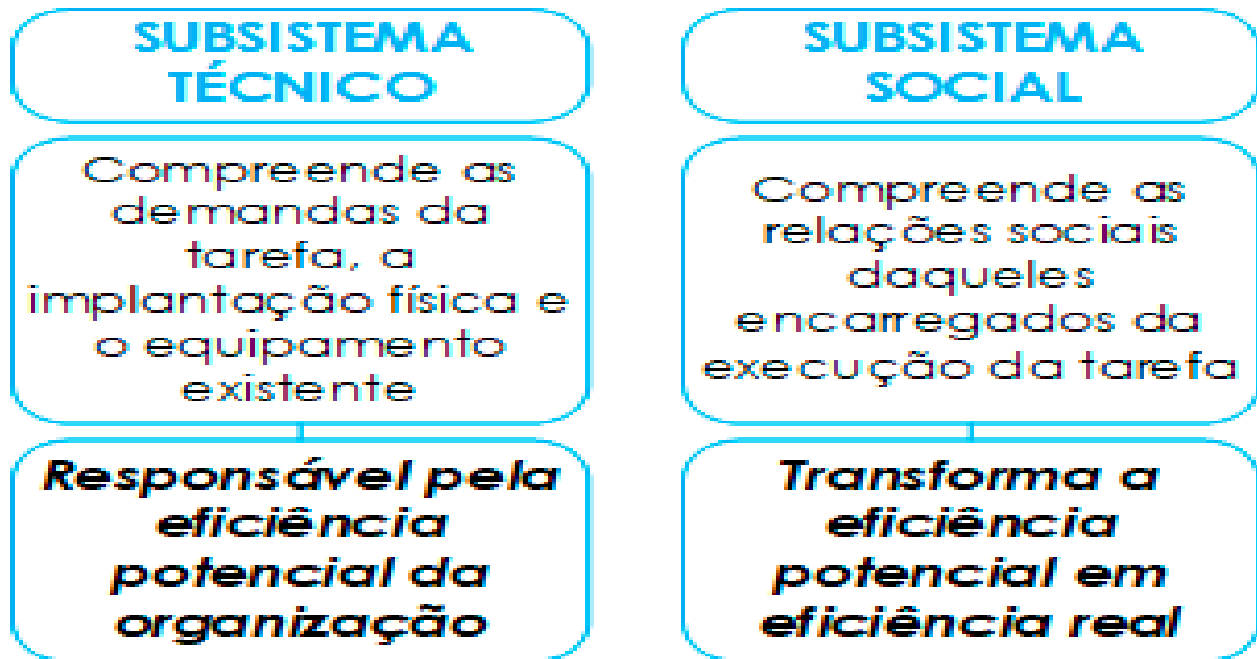 SUBSISTEMA
TÉCNICO
Compreende as
demandas da
tarefa, a
implantação física e
o equipamento
existente
Responsável pela
eficiência
potencial da
organização
SUBSISTEMA
SOCIAL
Compreende as
relações sociais
daqueles
encarregados da
execução da tarefa
Transforma a
eficiência
potencial em
eficiência real